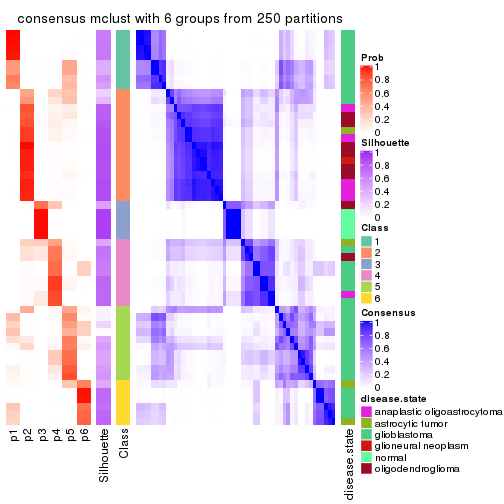 consensus mclust with 6 groups from 250 partitions
Prob
1
0.8
0.6
0.4
0.2
0
Silhouette
1
0.8
0.6
0.4
0.2
0
Class
1
2
3
4
5
6
Consensus
1
0.8
0.6
0.4
0.2
0
disease.state
anaplastic oligoastrocytoma
astrocytic tumor
glioblastoma
glioneural neoplasm
normal
oligodendroglioma
p1
p2
p3
p4
p5
p6
Silhouette
Class
disease.state